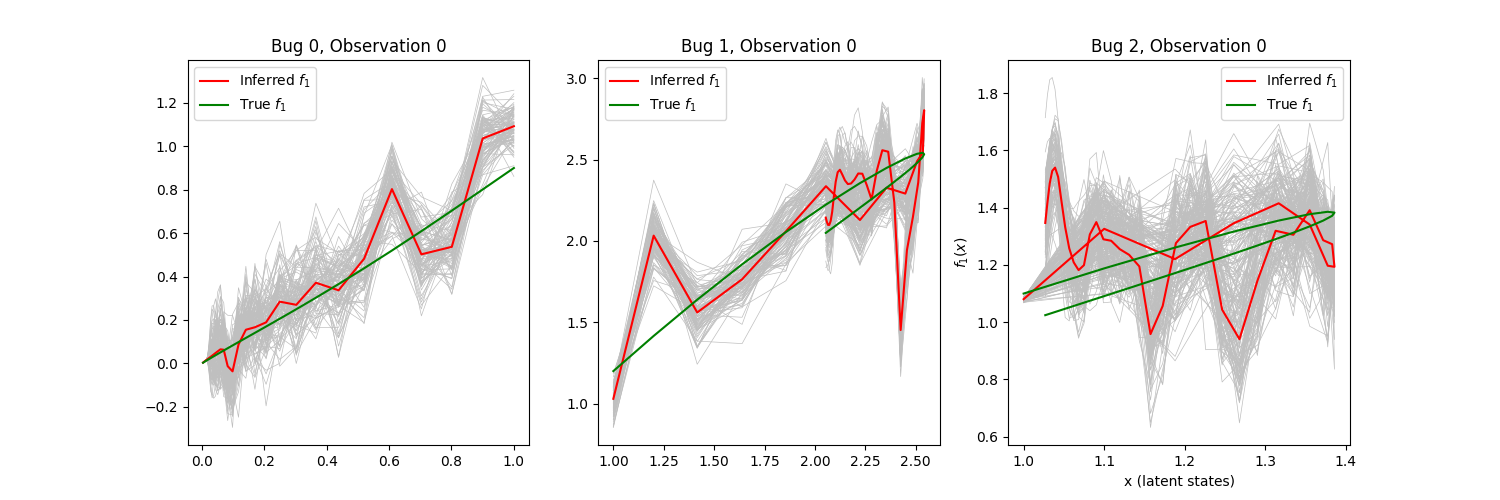 Bug 0, Observation 0
Inferred f₁
True f₁
1.2
1.0
0.8
0.6
0.4
0.2
0.0
−0.2
0.0 0.2 0.4 0.6 0.8 1.0
Bug 1, Observation 0
Inferred f₁
True f₁
3.0
2.5
2.0
1.5
1.0
1.00 1.25 1.50 1.75 2.00 2.25 2.50
Bug 2, Observation 0
Inferred f₁
True f₁
f₁(x)
1.8
1.6
1.4
1.2
1.0
0.8
0.6
1.0 1.1 1.2 1.3 1.4
x (latent states)